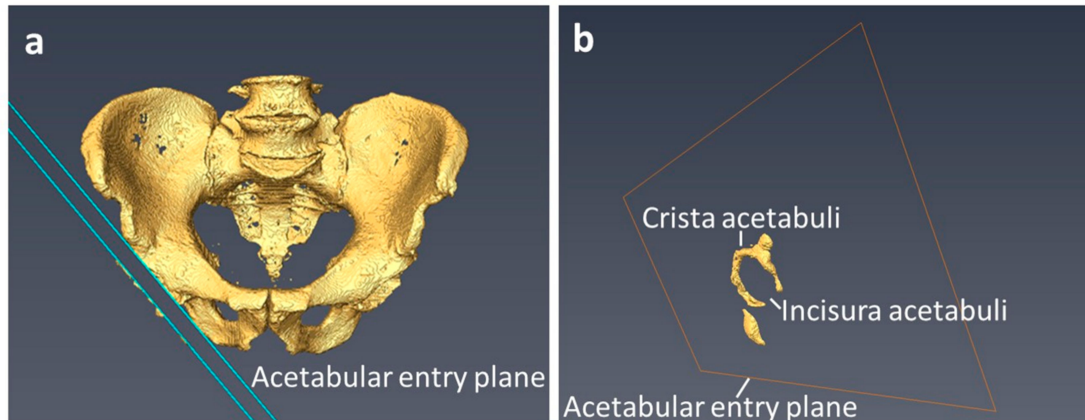 a
Acetabular entry plane
b
Crista acetabuli
Incisura acetabuli
Acetabular entry plane